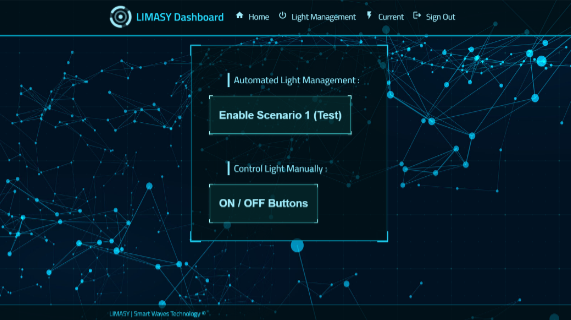 LIMASY Dashboard
Home
Light Management
Current
Sign Out
Automated Light Management :
Enable Scenario 1 (Test)
Control Light Manually :
ON / OFF Buttons
LIMASY | Smart Waves Technology ©